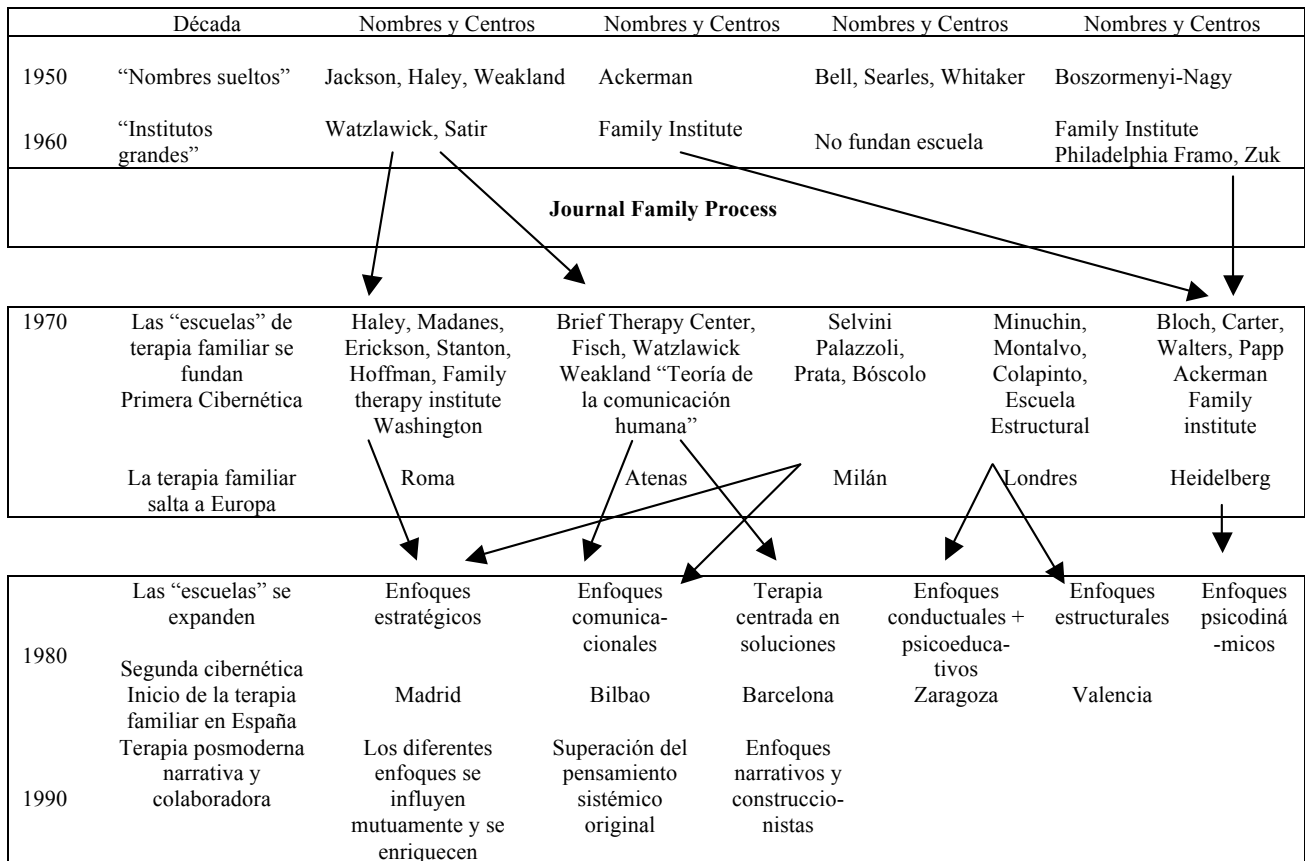 Década Nombres y Centros Nombres y Centros Nombres y Centros Nombres y Centros
1950 “Nombres sueltos” Jackson, Haley, Weakland Ackerman Bell, Searles, Whitaker Boszormenyi-Nagy
1960 “Institutos
grandes”
Watzlawick, Satir
Family Institute
No fundan escuela
Family Institute
Philadelphia Framo, Zuk
Journal Family Process
1970
Las “escuelas” de
terapia familiar se
fundan
Primera Cibernética
Haley, Madanes,
Erickson, Stanton,
Hoffman, Family
therapy institute
Washington
Brief Therapy Center,
Fisch, Watzlawick
Weakland “Teoría de
la comunicación
humana”
Selvini
Palazzoli,
Prata, Bóscolo
Minuchin,
Montalvo,
Colapinto,
Escuela
Estructural
Bloch, Carter,
Walters, Papp
Ackerman
Family
institute
La terapia familiar
salta a Europa
Roma
Atenas
Milán
Londres
Heidelberg
1980
Las “escuelas” se
expanden
Segunda cibernética
Enfoques
estratégicos
Enfoques
comunica-
cionales
Terapia
centrada en
soluciones
Enfoques
conductuales +
psicoeduca-
tivos
Enfoques
estructurales
Enfoques
psicodiná
-micos
Inicio de la terapia
familiar en España
Madrid
Bilbao
Barcelona
Zaragoza
Valencia
1990
Terapia posmoderna
narrativa y
colaboradora
Los diferentes
enfoques se
influyen
mutuamente y se
enriquecen
Superación del
pensamiento
sistémico
original
Enfoques
narrativos y
construccio-
nistas